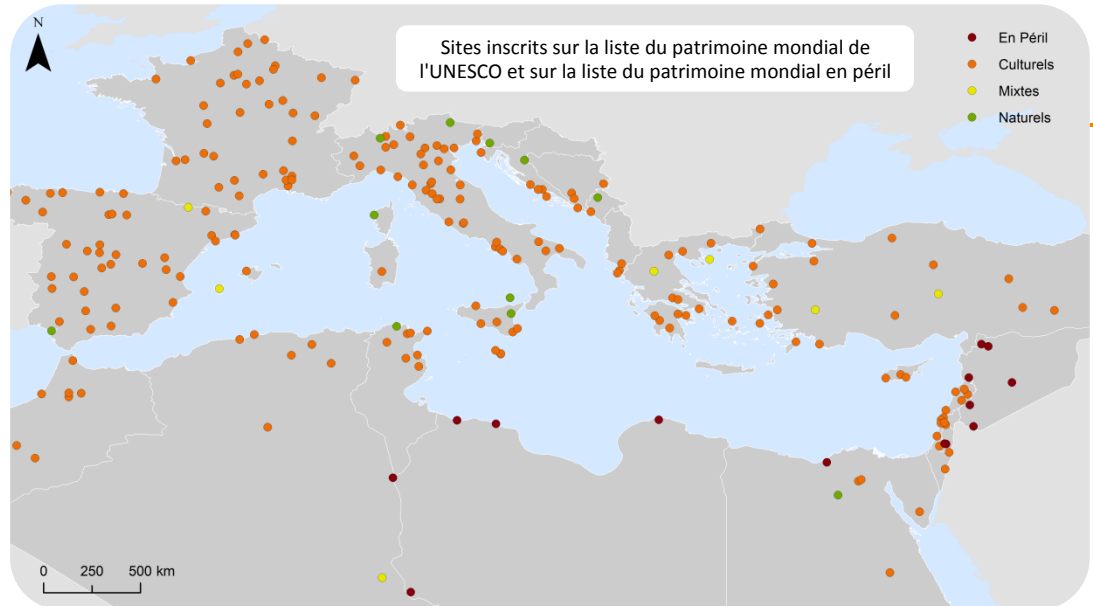 N
Sites inscrits sur la liste du patrimoine mondial de
l'UNESCO et sur la liste du patrimoine mondial en péril
En Péril
Culturels
Mixtes
Naturels
0 250 500 km